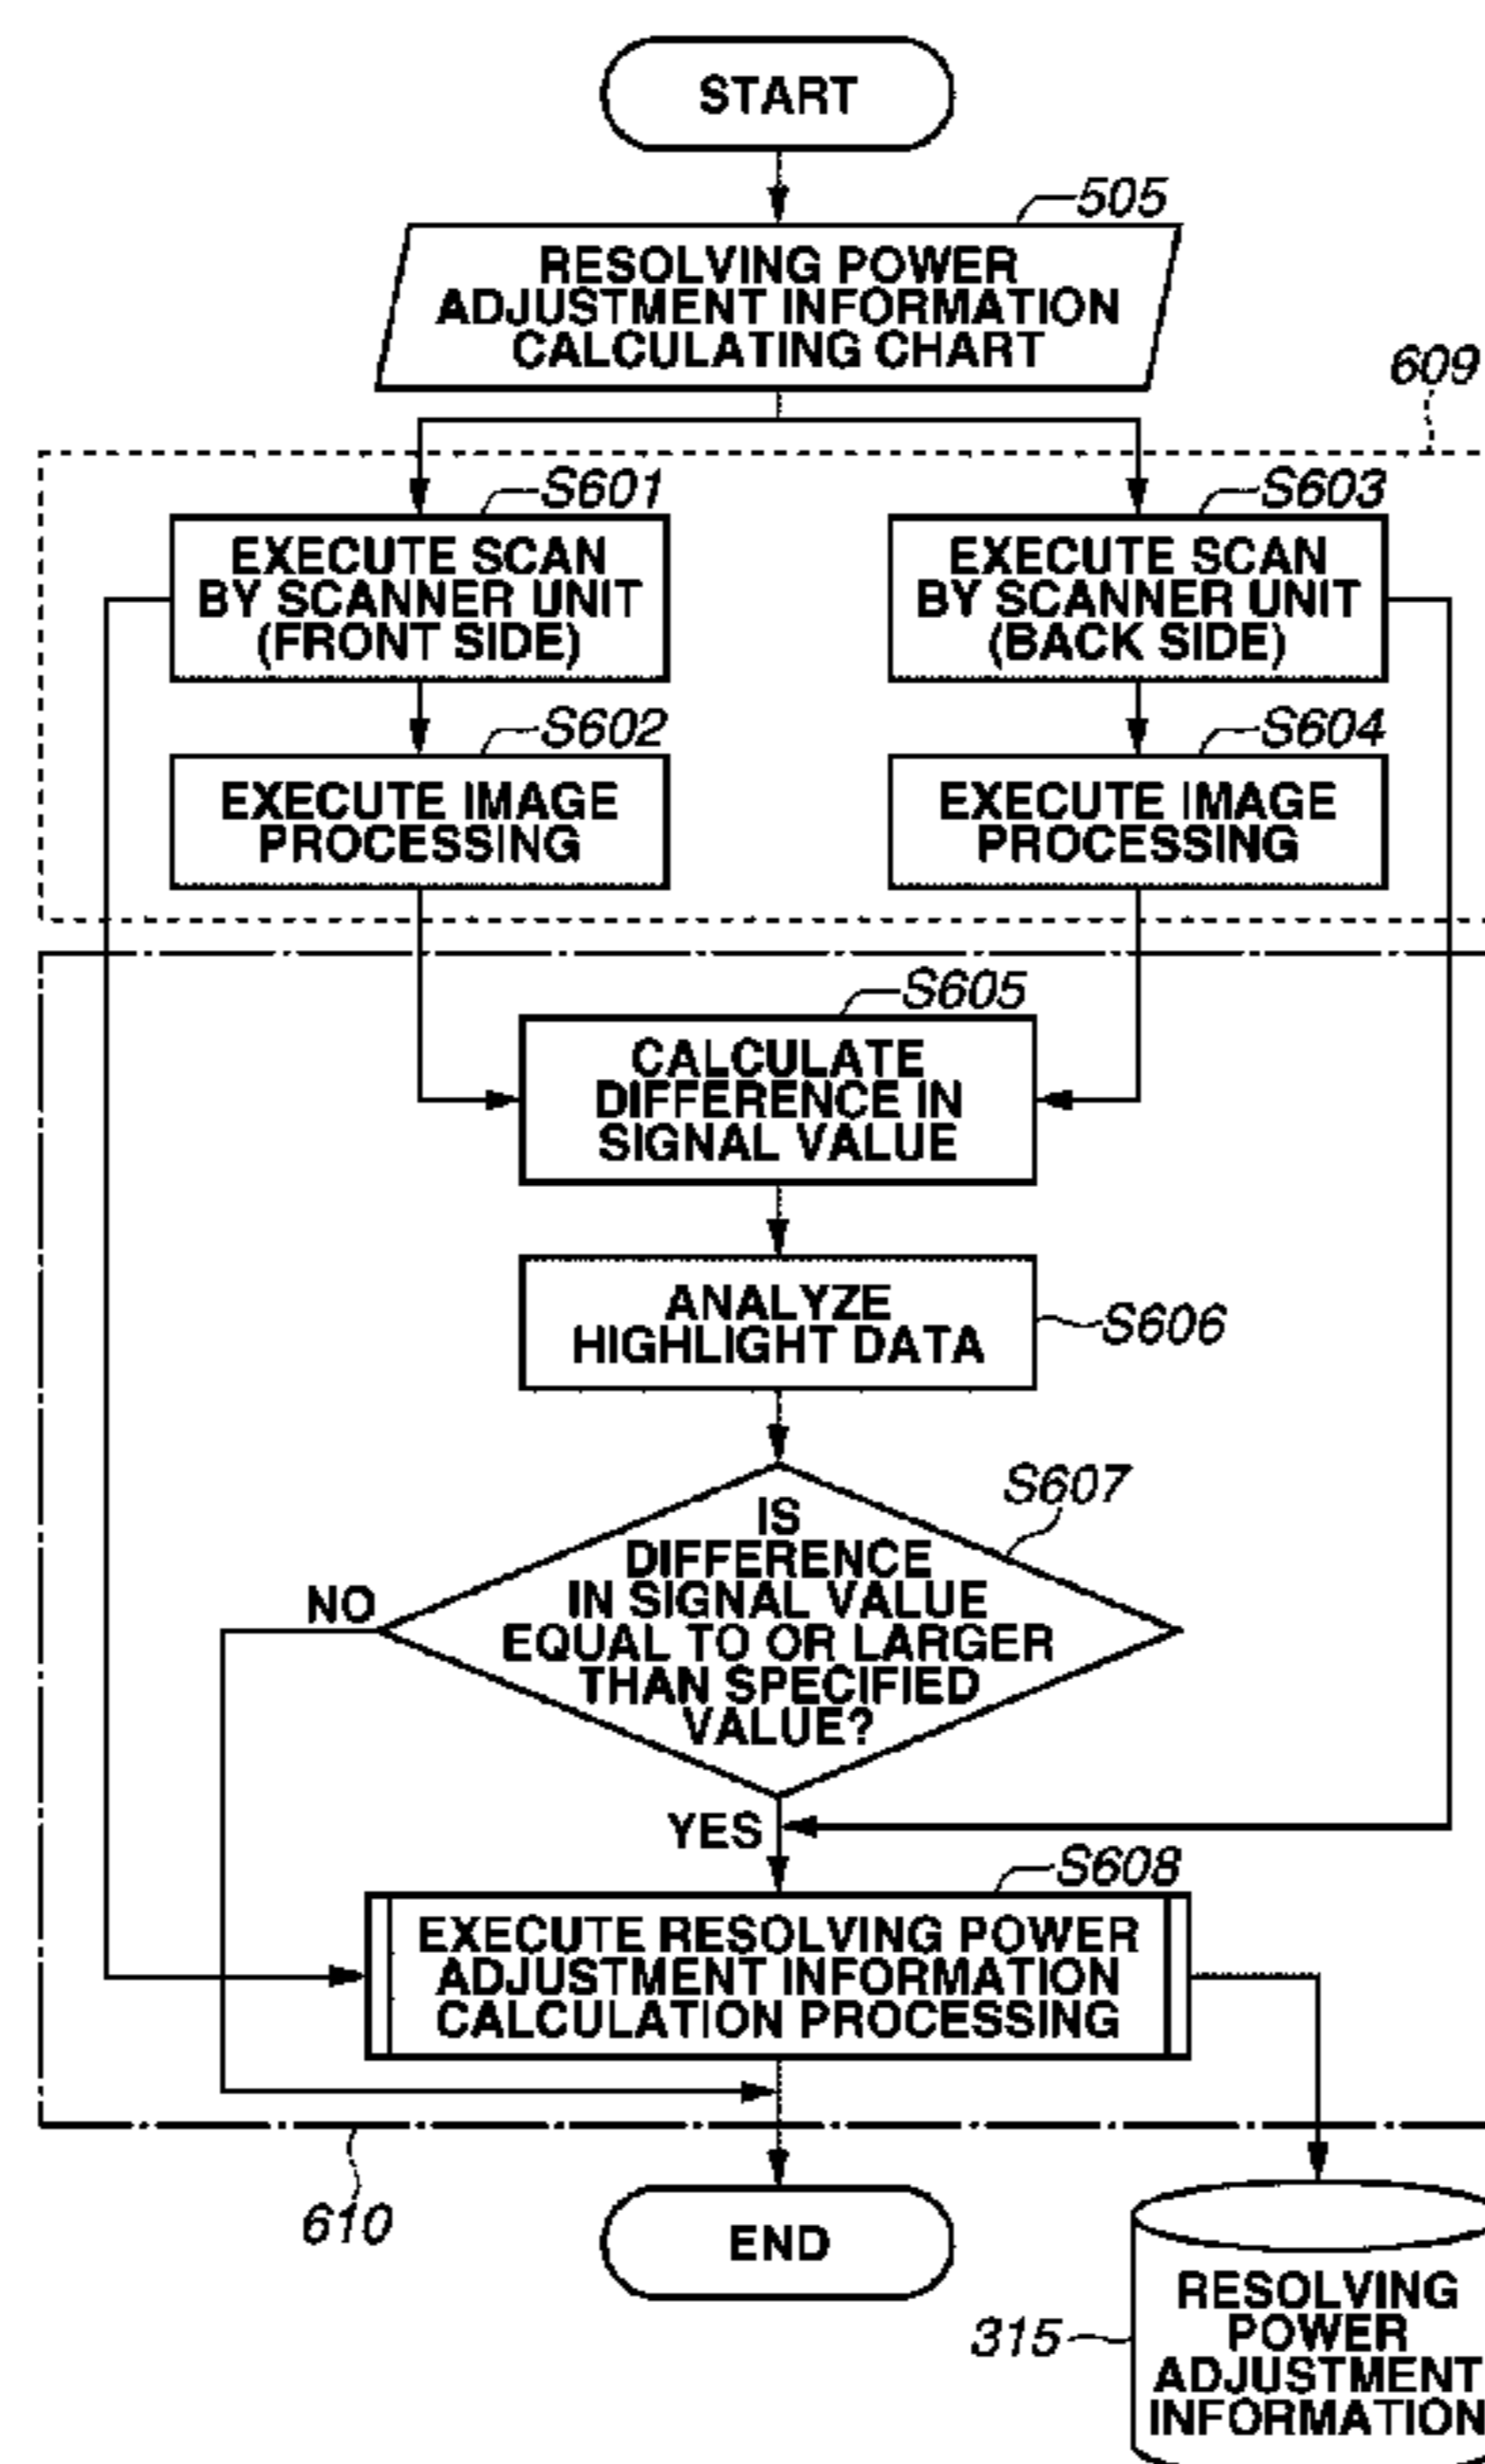 START
505
RESOLVING POWER
ADJUSTMENT INFORMATION
CALCULATING CHART
609
S601
S603
EXECUTE SCAN
BY SCANNER UNIT
(FRONT SIDE)
EXECUTE SCAN
BY SCANNER UNIT
(BACK SIDE)
S602
S604
EXECUTE IMAGE
PROCESSING
EXECUTE IMAGE
PROCESSING
S605
CALCULATE
DIFFERENCE IN
SIGNAL VALUE
ANALYZE
HIGHLIGHT DATA
S606
S607
IS
DIFFERENCE
IN SIGNAL VALUE
EQUAL TO OR LARGER
THAN SPECIFIED
VALUE?
NO
YES
S608
EXECUTE RESOLVING POWER
ADJUSTMENT INFORMATION
CALCULATION PROCESSING
610
END
315
RESOLVING
POWER
ADJUSTMENT
INFORMATION